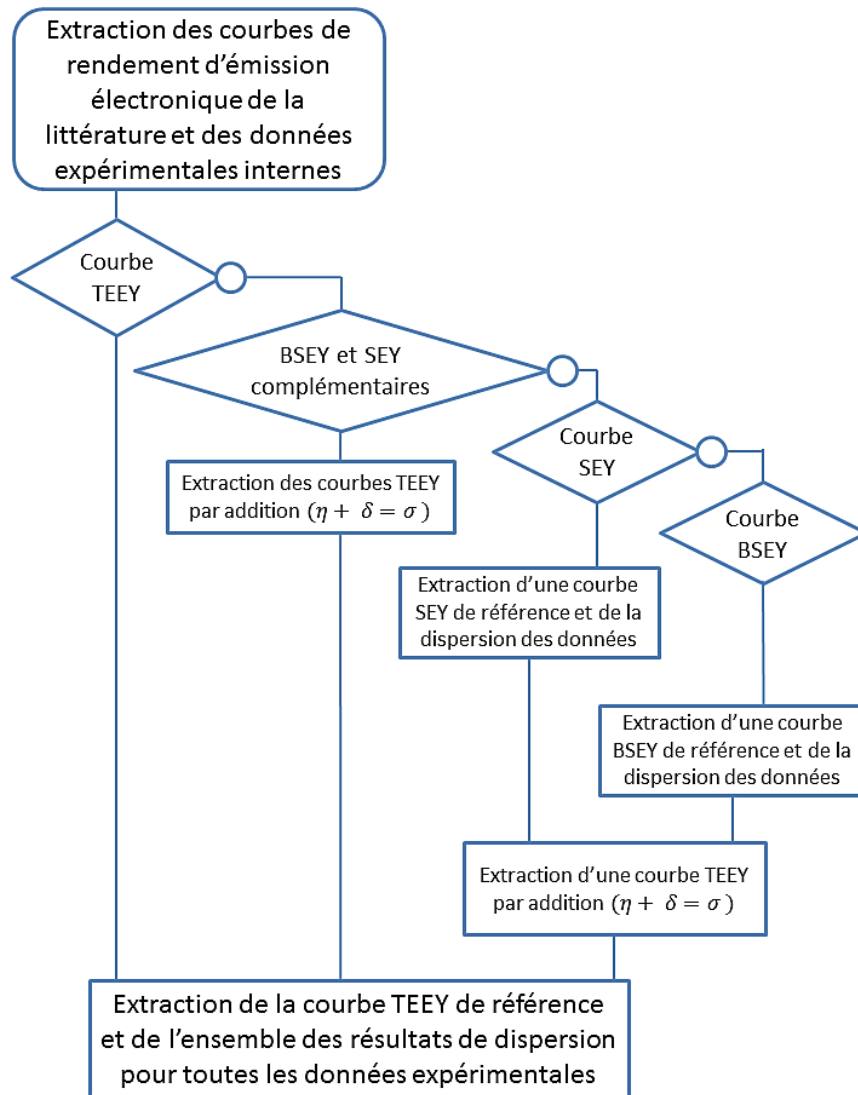 Extraction des courbes de
rendement d'émission
électronique de la
littérature et des données
expérimentales internes
Courbe
TEEY
BSEY et SEY
complémentaires
Extraction des courbes TEEY
par addition (η + δ = σ )
Courbe
SEY
Courbe
BSEY
Extraction d'une courbe
SEY de référence et de la
dispersion des données
Extraction d'une courbe
BSEY de référence et de la
dispersion des données
Extraction d'une courbe TEEY
par addition (η + δ = σ )
Extraction de la courbe TEEY de référence
et de l'ensemble des résultats de dispersion
pour toutes les données expérimentales